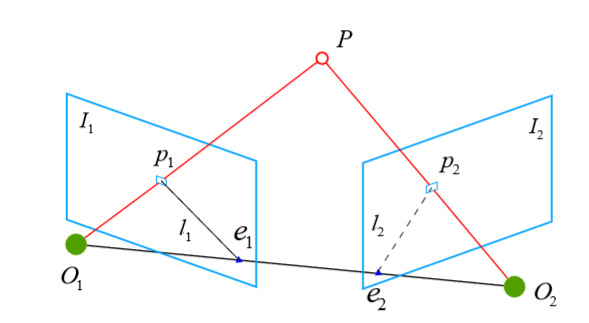 P
I₁
I₂
p₁
p₂
l₁
e₁
l₂
O₁
e₂
O₂